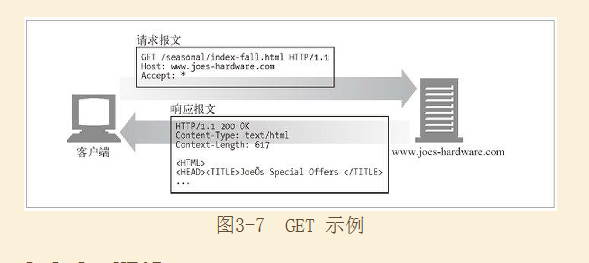 请求报文
GET /seasonal/index-fall.html HTTP/1.1
Host: www.joes-hardware.com
Accept: *
响应报文
HTTP/1.1 200 OK
Content-Type: text/html
Context-Length: 617
<HTML>
<HEAD><TITLE>JoeÕs Special Offers </TITLE>
...
客户端
www.joes-hardware.com
图3-7 GET 示例